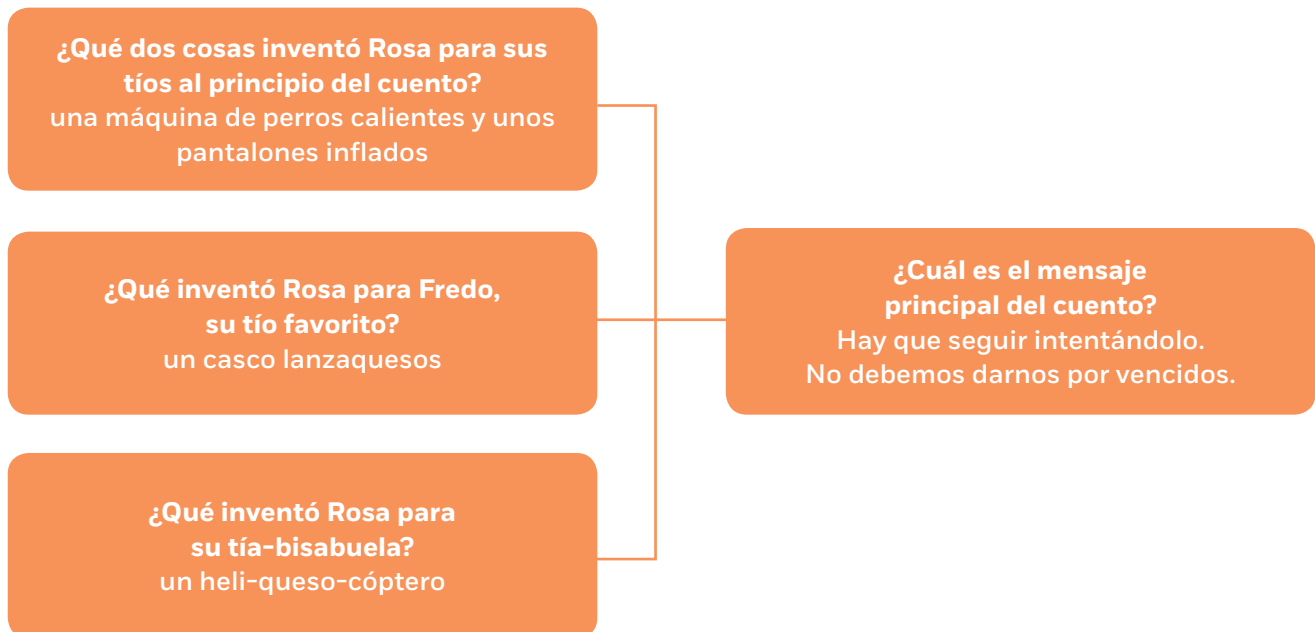 ¿Qué dos cosas inventó Rosa para sus
tíos al principio del cuento?
una máquina de perros calientes y unos
pantalones inflados
¿Qué inventó Rosa para Fredo,
su tío favorito?
un casco lanzaquesos
¿Qué inventó Rosa para
su tía-bisabuela?
un heli-queso-cóptero
¿Cuál es el mensaje
principal del cuento?
Hay que seguir intentándolo.
No debemos darnos por vencidos.